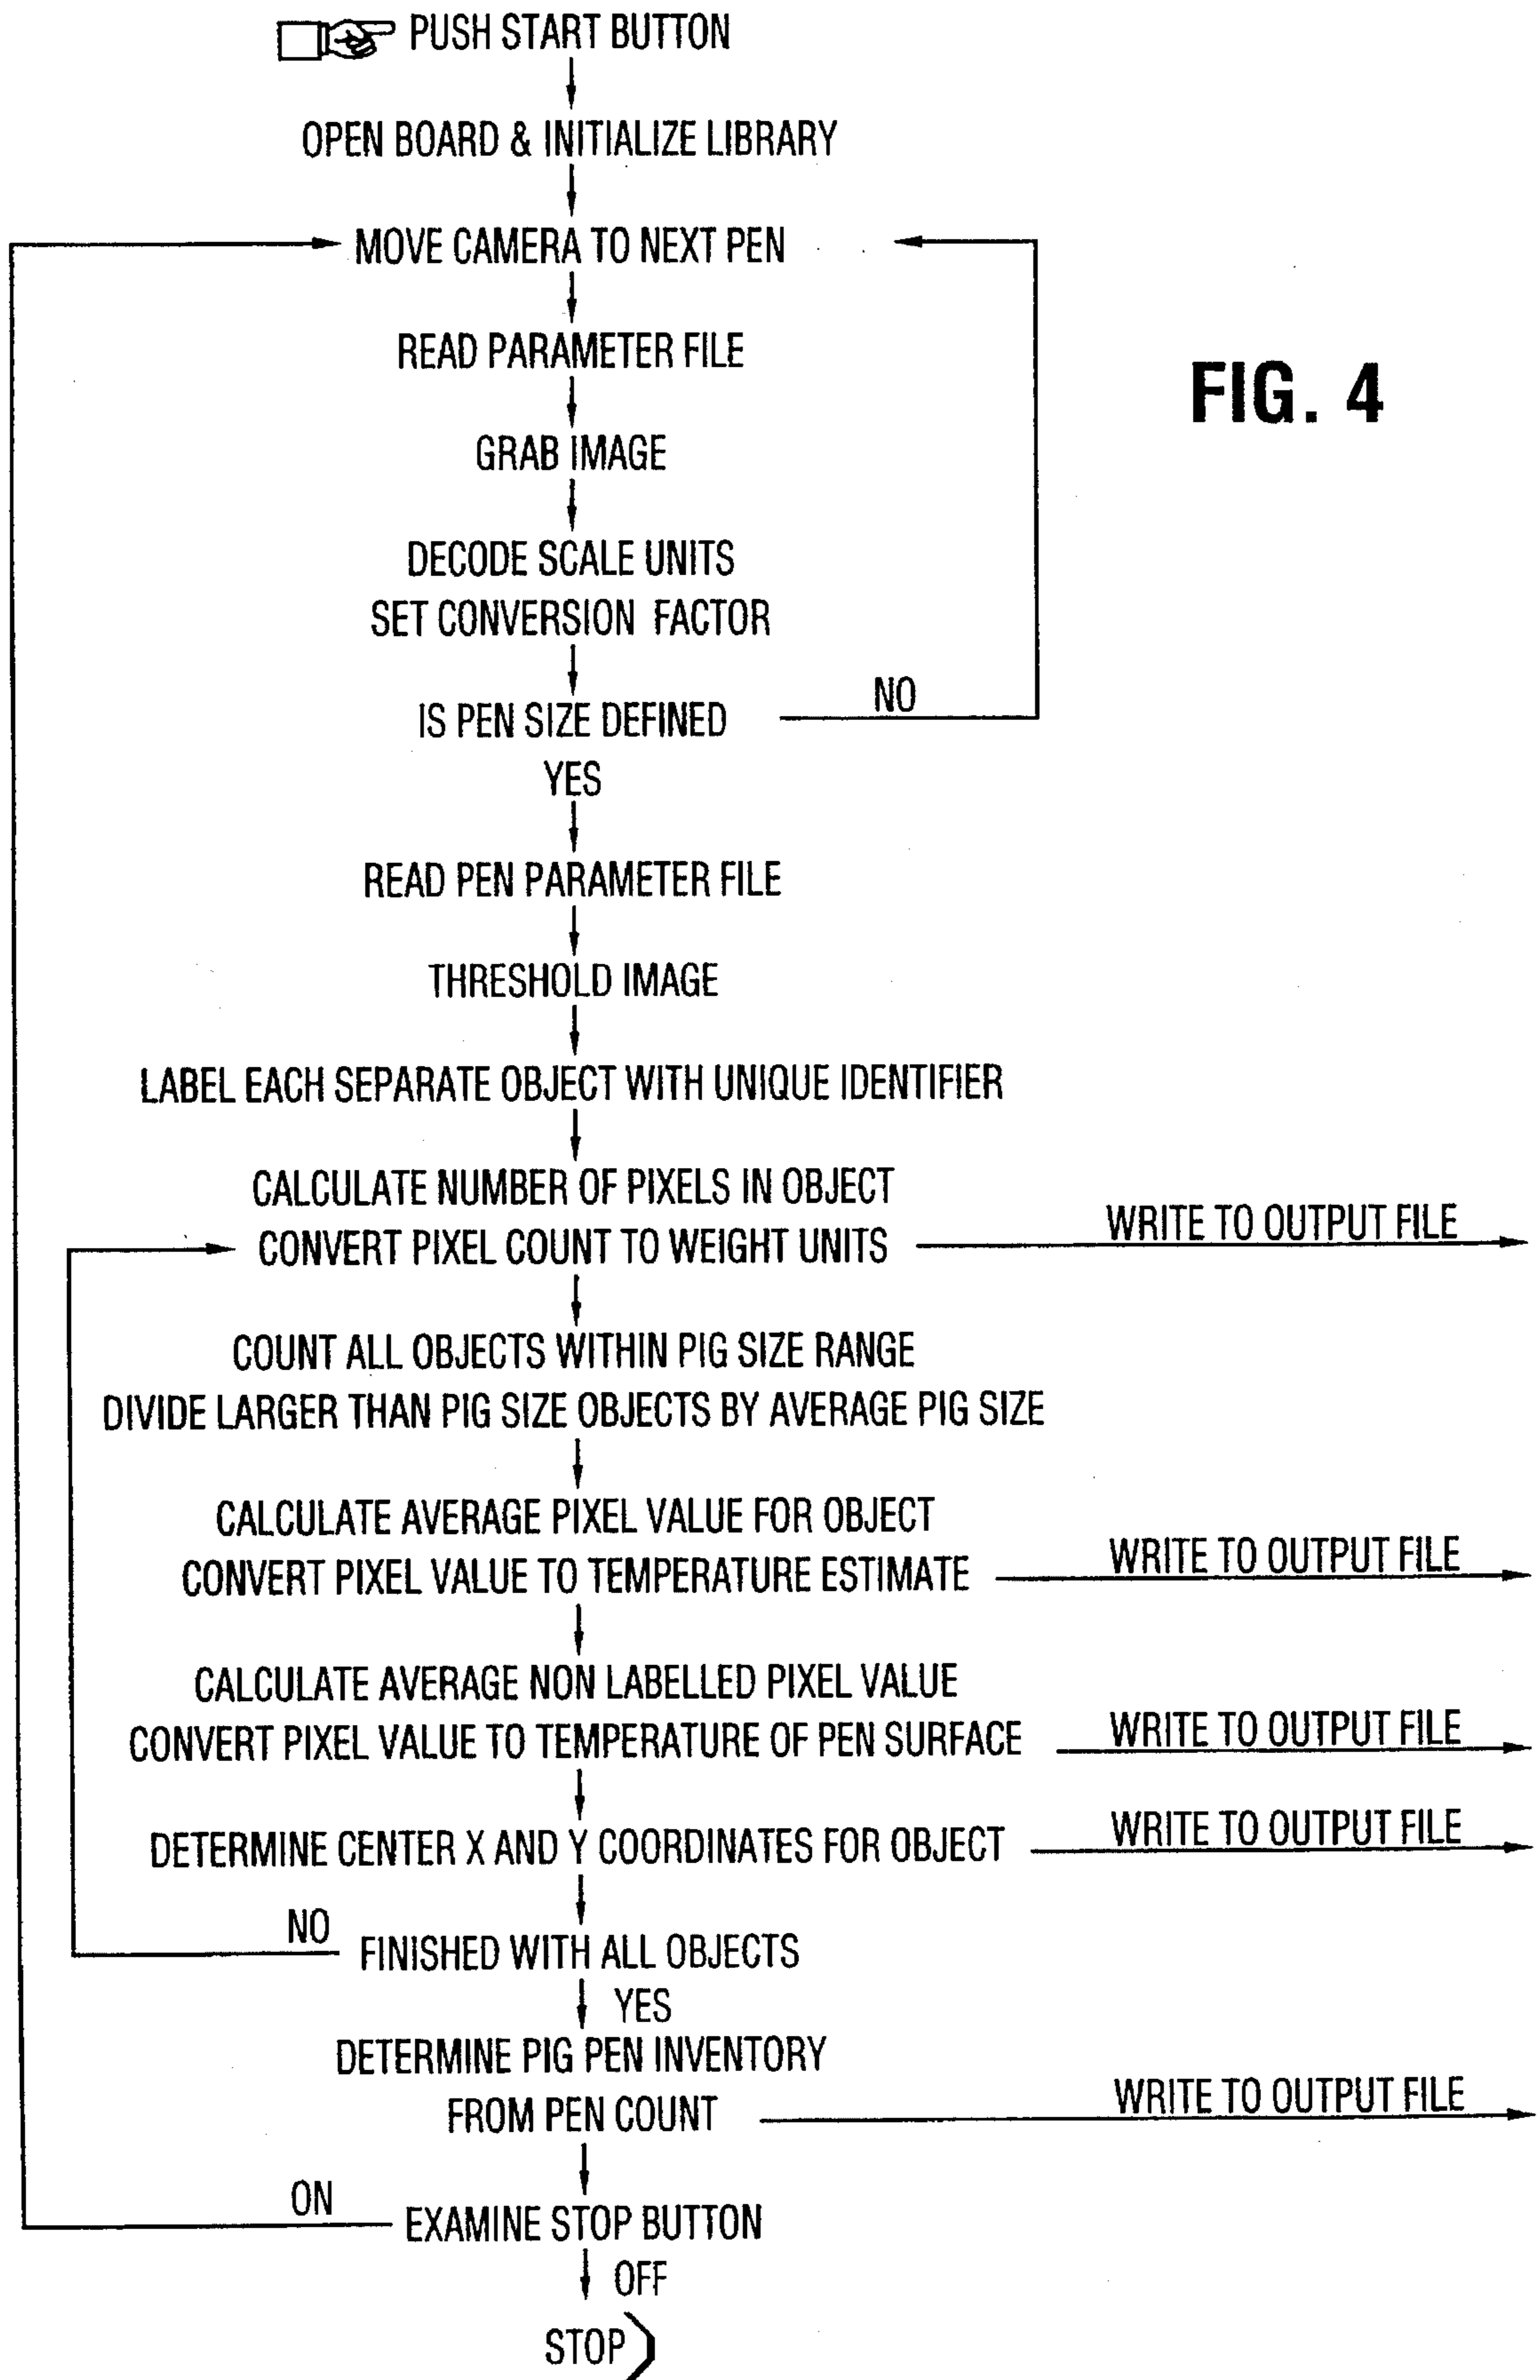 PUSH START BUTTON
OPEN BOARD & INITIALIZE LIBRARY
MOVE CAMERA TO NEXT PEN
READ PARAMETER FILE
FIG. 4
GRAB IMAGE
DECODE SCALE UNITS
SET CONVERSION FACTOR
NO
IS PEN SIZE DEFINED
YES
READ PEN PARAMETER FILE
THRESHOLD IMAGE
LABEL EACH SEPARATE OBJECT WITH UNIQUE IDENTIFIER
CALCULATE NUMBER OF PIXELS IN OBJECT
WRITE TO OUTPUT FILE
CONVERT PIXEL COUNT TO WEIGHT UNITS
COUNT ALL OBJECTS WITHIN PIG SIZE RANGE
DIVIDE LARGER THAN PIG SIZE OBJECTS BY AVERAGE PIG SIZE
CALCULATE AVERAGE PIXEL VALUE FOR OBJECT
WRITE TO OUTPUT FILE
CONVERT PIXEL VALUE TO TEMPERATURE ESTIMATE
CALCULATE AVERAGE NON LABELLED PIXEL VALUE
WRITE TO OUTPUT FILE
CONVERT PIXEL VALUE TO TEMPERATURE OF PEN SURFACE
WRITE TO OUTPUT FILE
DETERMINE CENTER X AND Y COORDINATES FOR OBJECT
NO
FINISHED WITH ALL OBJECTS
YES
DETERMINE PIG PEN INVENTORY
WRITE TO OUTPUT FILE
FROM PEN COUNT
ON
EXAMINE STOP BUTTON
OFF
STOP